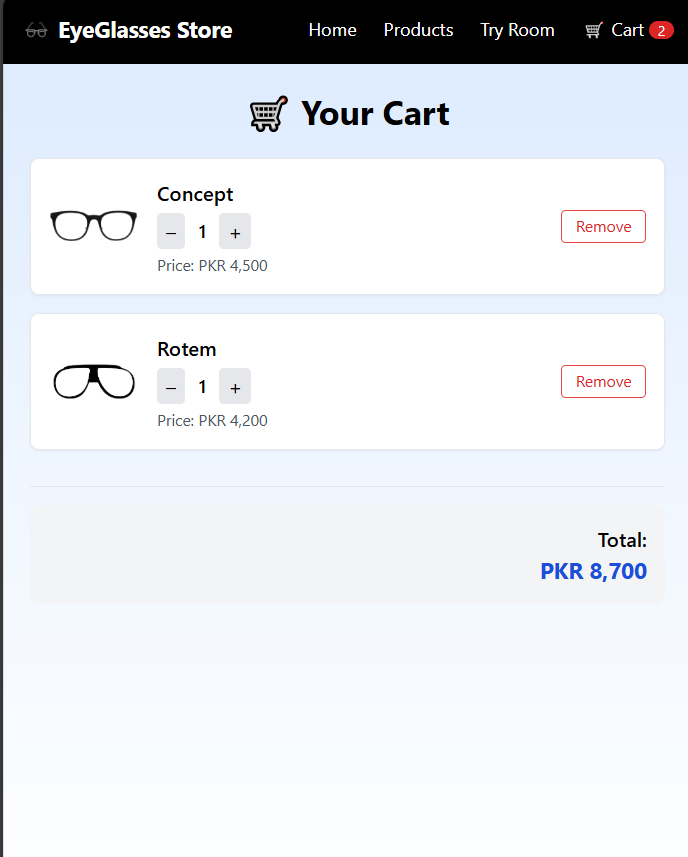 EyeGlasses Store Home Products Try Room Cart 2
Your Cart
Concept
– 1 +
Remove
Price: PKR 4,500
Rotem
– 1 +
Remove
Price: PKR 4,200
Total:
PKR 8,700